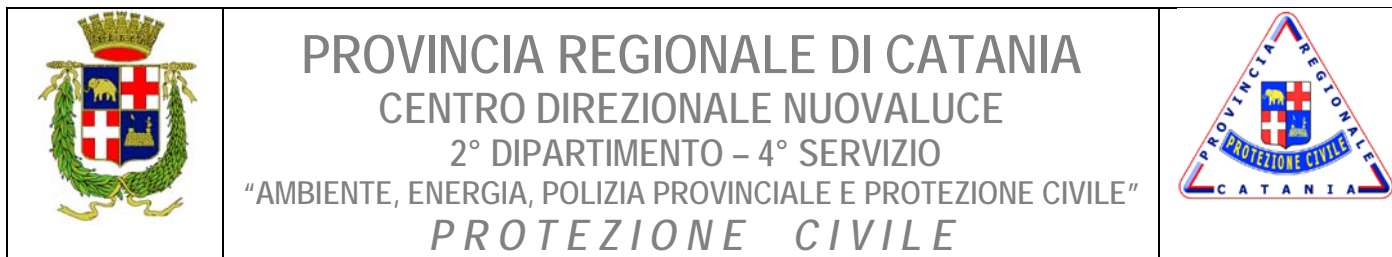 PROVINCIA REGIONALE DI CATANIA
CENTRO DIREZIONALE NUOVALUCE
2° DIPARTIMENTO – 4° SERVIZIO
“AMBIENTE, ENERGIA, POLIZIA PROVINCIALE E PROTEZIONE CIVILE”
PROTEZIONE CIVILE
PROVINCIA REGIONALE
PROTEZIONE CIVILE
CATANIA